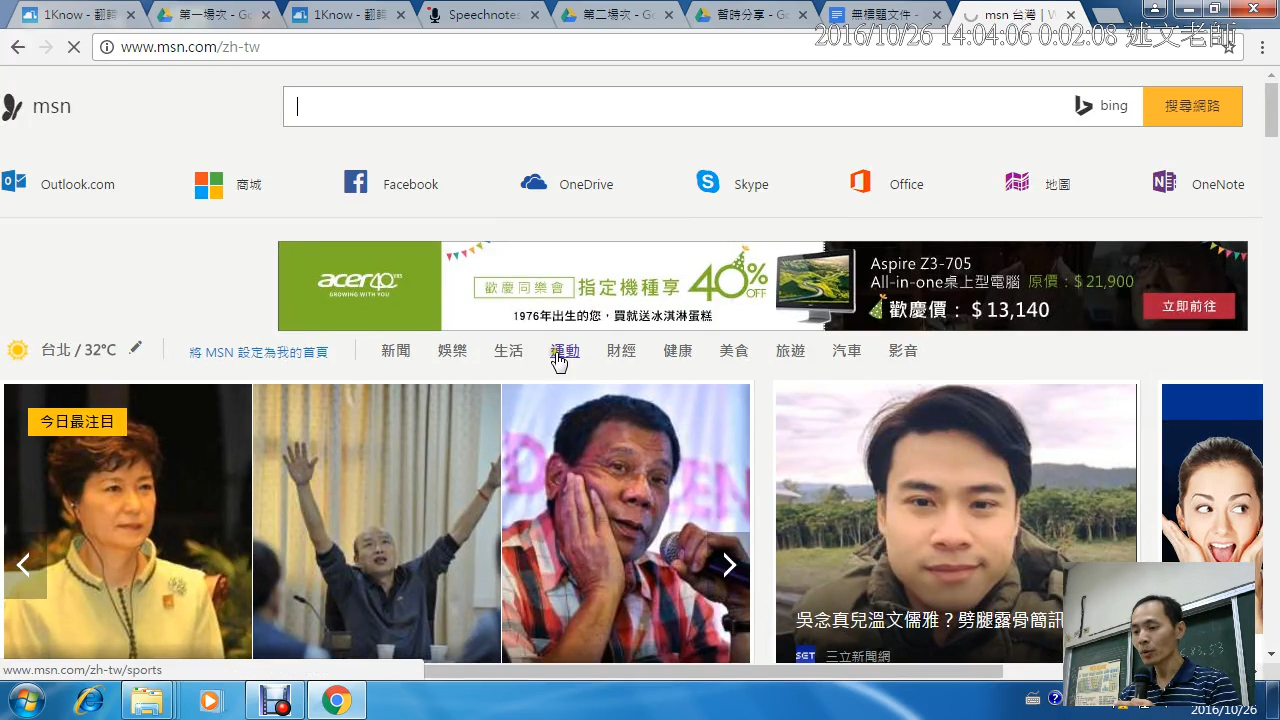 1Know - 翻
第一場次 - Go
1Know - 翻
Speechnotes
第二場次 - Go
哲詩分享 - Go
無標題文件 -
msn 台灣 | W
2016/10/26 14:04:06 0:02:08 述文老師
www.msn.com/zh-tw
msn
bing
搜尋網路
Outlook.com
商城
Facebook
OneDrive
Skype
Office
地圖
OneNote
acer 40 YRS
GROWING WITH YOU
歡慶同樂會 指定機種享 40% OFF
1976年出生的您，買就送冰淇淋蛋糕
Aspire Z3-705
All-in-one桌上型電腦 原價：$ 21,900
歡慶價： $ 13,140
立即前往
台北 / 32°C
將 MSN 設定為我的首頁
新聞
娛樂
生活
運動
財經
健康
美食
旅遊
汽車
影音
今日最注目
吳念真兒溫文儒雅？劈腿露骨簡訊
SET 三立新聞網
www.msn.com/zh-tw/sports
2016/10/26